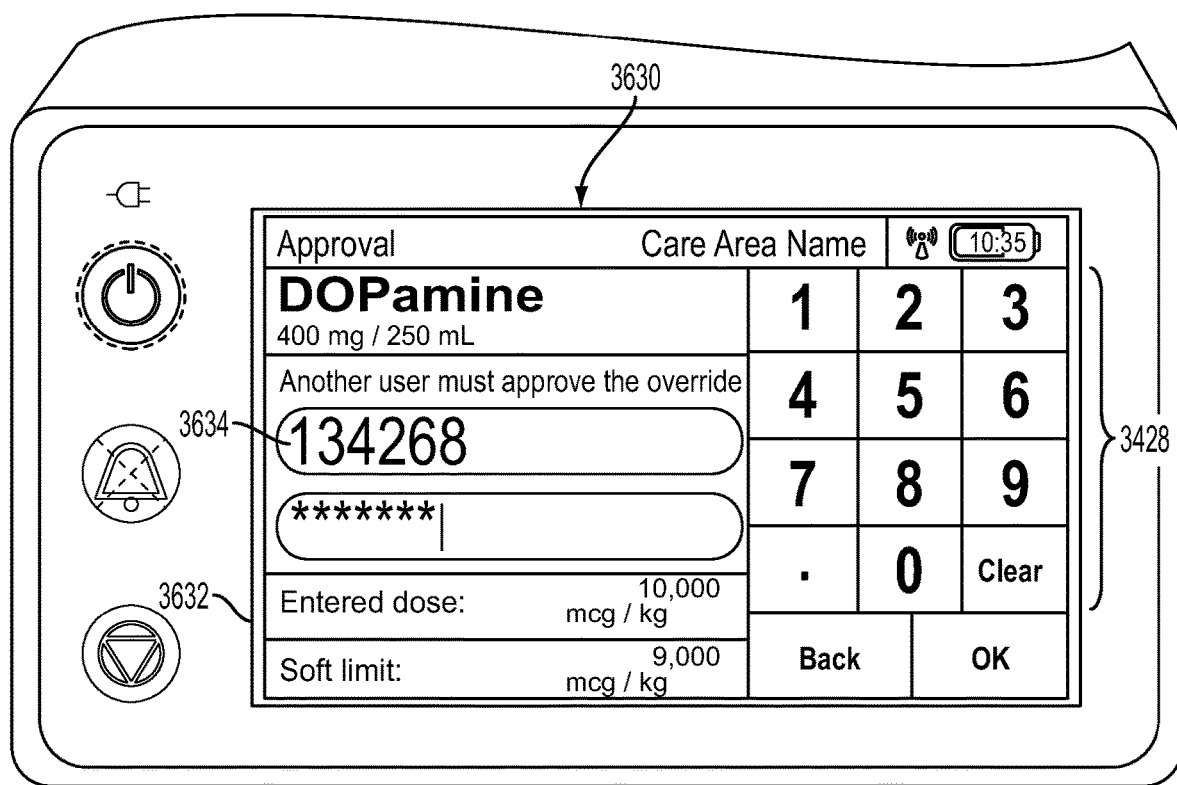 3630
Approval Care Area Name 10:35
DOPamine
400 mg / 250 mL
Another user must approve the override
3634
134268
*******
3632
Entered dose: 10,000
mcg / kg
Soft limit: 9,000
mcg / kg
1 2 3
4 5 6
7 8 9
. 0 Clear
Back OK
3428